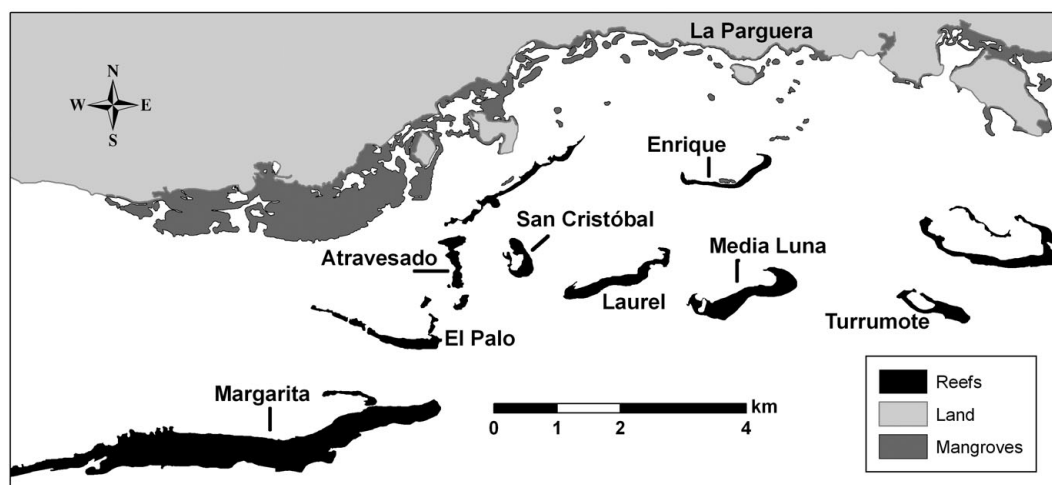 La Parguera
N
W E
S
Enrique
San Cristóbal
Atravesado
Media Luna
Laurel
Turrumote
El Palo
Margarita
km
0 1 2 4
Reefs
Land
Mangroves